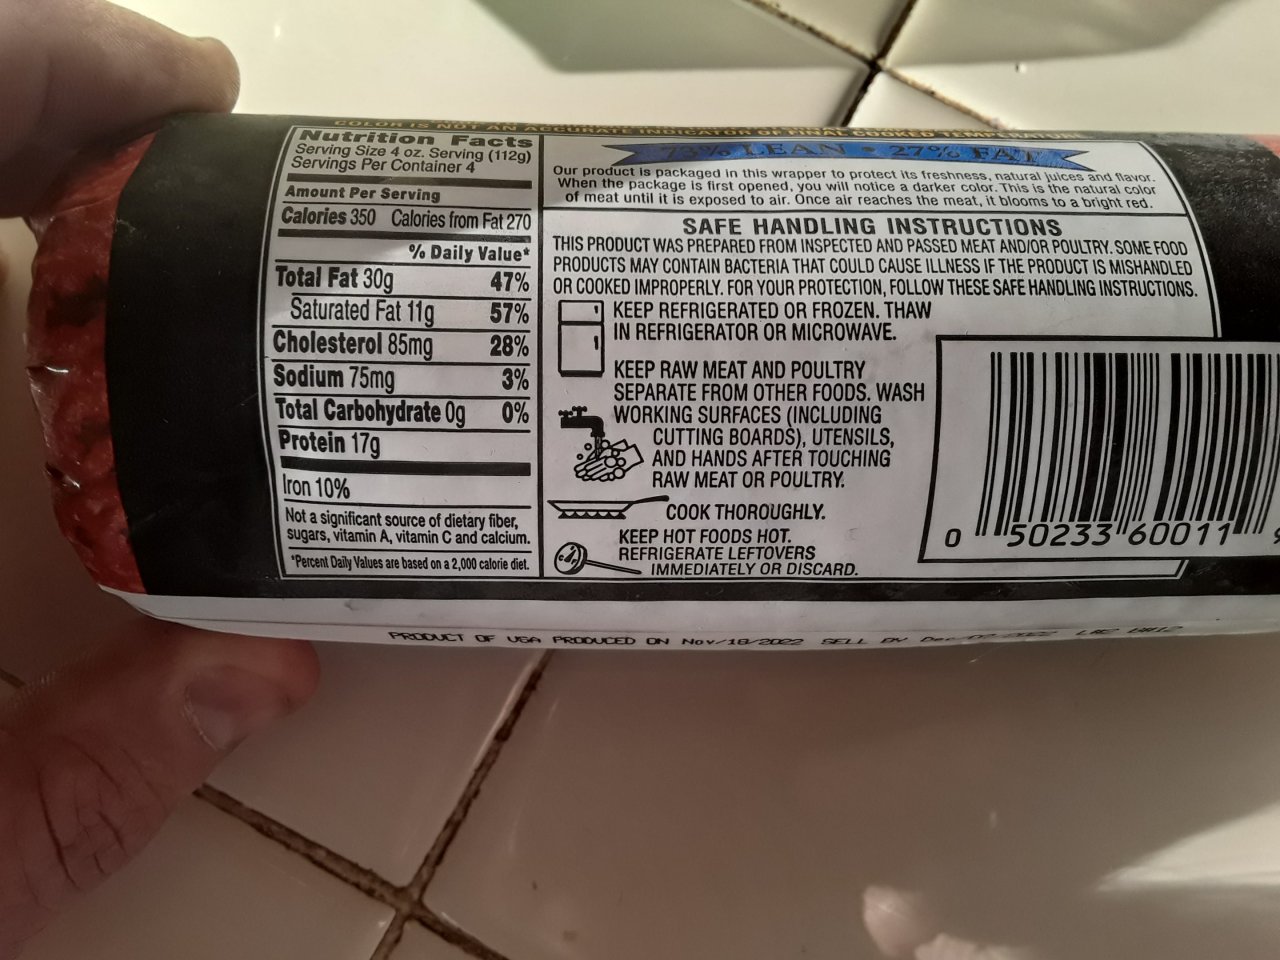 COLOR IS NOT AN ACCURATE INDICATOR OF FINAL COOKED TEMPERATURE
Nutrition Facts
Serving Size 4 oz. Serving (112g)
Servings Per Container 4
Amount Per Serving
Calories 350 Calories from Fat 270
% Daily Value*
Total Fat 30g 47%
Saturated Fat 11g 57%
Cholesterol 85mg 28%
Sodium 75mg 3%
Total Carbohydrate 0g 0%
Protein 17g
Iron 10%
Not a significant source of dietary fiber,
sugars, vitamin A, vitamin C and calcium.
*Percent Daily Values are based on a 2,000 calorie diet.
73% LEAN • 27% FAT
Our product is packaged in this wrapper to protect its freshness, natural juices and flavor.
When the package is first opened, you will notice a darker color. This is the natural color
of meat until it is exposed to air. Once air reaches the meat, it blooms to a bright red.
SAFE HANDLING INSTRUCTIONS
THIS PRODUCT WAS PREPARED FROM INSPECTED AND PASSED MEAT AND/OR POULTRY. SOME FOOD
PRODUCTS MAY CONTAIN BACTERIA THAT COULD CAUSE ILLNESS IF THE PRODUCT IS MISHANDLED
OR COOKED IMPROPERLY. FOR YOUR PROTECTION, FOLLOW THESE SAFE HANDLING INSTRUCTIONS.
KEEP REFRIGERATED OR FROZEN. THAW
IN REFRIGERATOR OR MICROWAVE.
KEEP RAW MEAT AND POULTRY
SEPARATE FROM OTHER FOODS. WASH
WORKING SURFACES (INCLUDING
CUTTING BOARDS), UTENSILS,
AND HANDS AFTER TOUCHING
RAW MEAT OR POULTRY.
COOK THOROUGHLY.
KEEP HOT FOODS HOT.
REFRIGERATE LEFTOVERS
IMMEDIATELY OR DISCARD.
0 50233 60011
PRODUCT OF USA PRODUCED ON Nov/18/2022 SELL BY